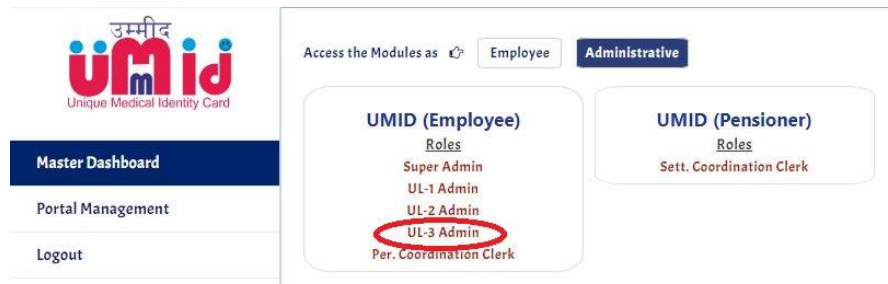 उम्मीद
UMmid
Unique Medical Identity Card
Master Dashboard
Portal Management
Logout
Access the Modules as Employee Administrative
UMID (Employee)
Roles
Super Admin
UL-1 Admin
UL-2 Admin
UL-3 Admin
Per. Coordination Clerk
UMID (Pensioner)
Roles
Sett. Coordination Clerk